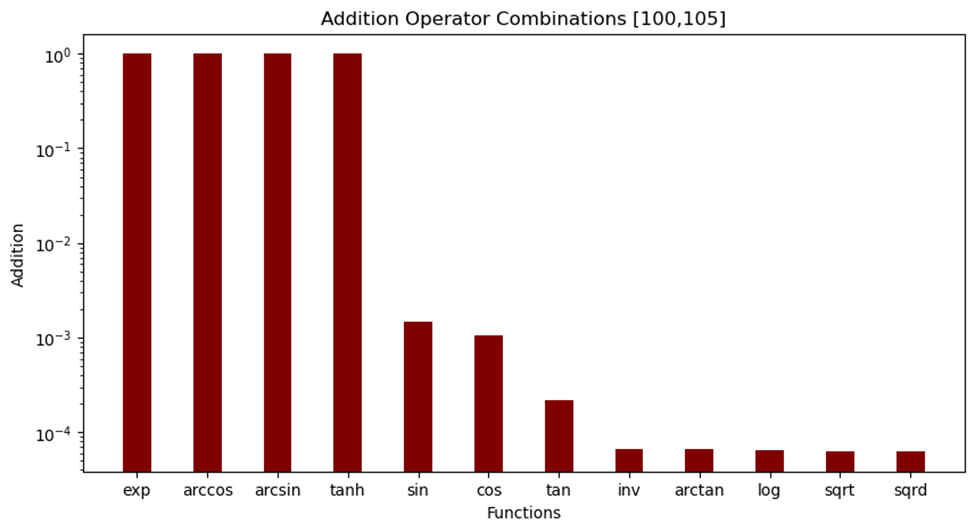 Addition Operator Combinations [100,105]
Addition
10⁰
10⁻¹
10⁻²
10⁻³
10⁻⁴
exp arccos arcsin tanh sin cos tan inv arctan log sqrt sqrd
Functions